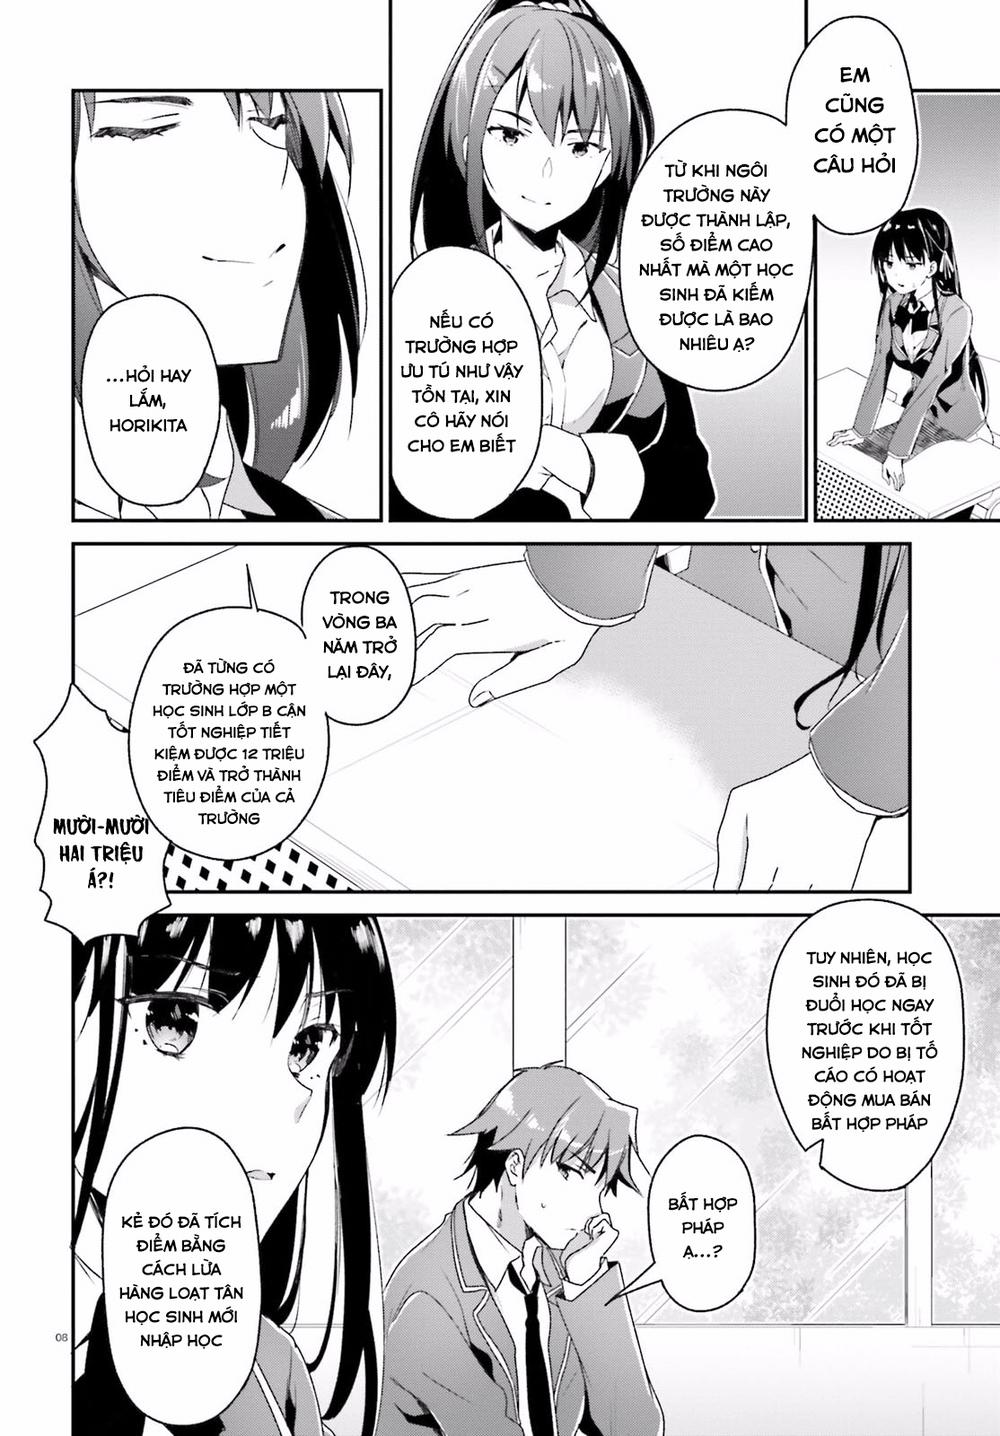 EM
CŨNG
CÓ MỘT
CÂU HỎI
TỪ KHI NGÔI
TRƯỜNG NÀY
ĐƯỢC THÀNH LẬP,
SỐ ĐIỂM CAO
NHẤT MÀ MỘT HỌC
SINH ĐÃ KIẾM
ĐƯỢC LÀ BAO
NHIÊU Ạ?
NẾU CÓ
TRƯỜNG HỢP
ƯU TÚ NHƯ VẬY
TỒN TẠI, XIN
CÔ HÃY NÓI
CHO EM BIẾT
...HỎI HAY
LẮM,
HORIKITA
TRONG
VÒNG BA
NĂM TRỞ
LẠI ĐÂY,
ĐÃ TỪNG CÓ
TRƯỜNG HỢP MỘT
HỌC SINH LỚP B CẬN
TỐT NGHIỆP TIẾT
KIỆM ĐƯỢC 12 TRIỆU
ĐIỂM VÀ TRỞ THÀNH
TIÊU ĐIỂM CỦA CẢ
TRƯỜNG
MƯỜI-MƯỜI
HAI TRIỆU
Á?!
TUY NHIÊN, HỌC
SINH ĐÓ ĐÃ BỊ
ĐUỔI HỌC NGAY
TRƯỚC KHI TỐT
NGHIỆP DO BỊ TỐ
CÁO CÓ HOẠT
ĐỘNG MUA BÁN
BẤT HỢP PHÁP
BẤT HỢP
PHÁP
Ạ...?
KẺ ĐÓ ĐÃ TÍCH
ĐIỂM BẰNG
CÁCH LỪA
HÀNG LOẠT TÂN
HỌC SINH MỚI
NHẬP HỌC
08